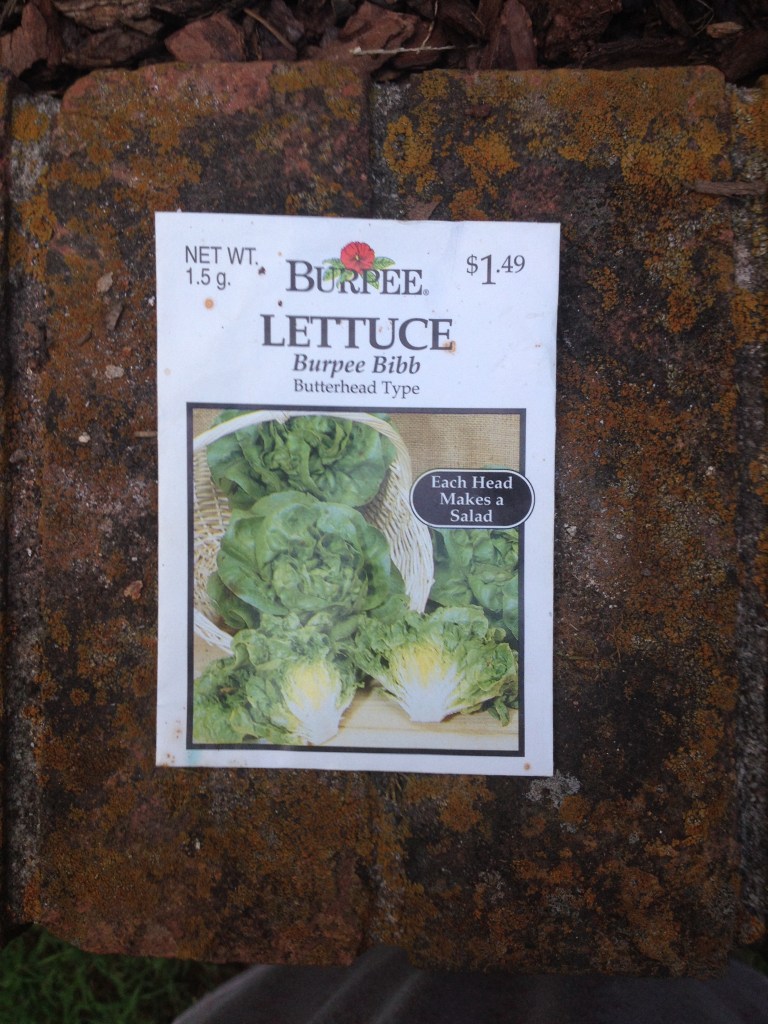 NET WT.
1.5 g.
BURPEE®
$1.49
LETTUCE
Burpee Bibb
Butterhead Type
Each Head
Makes a
Salad